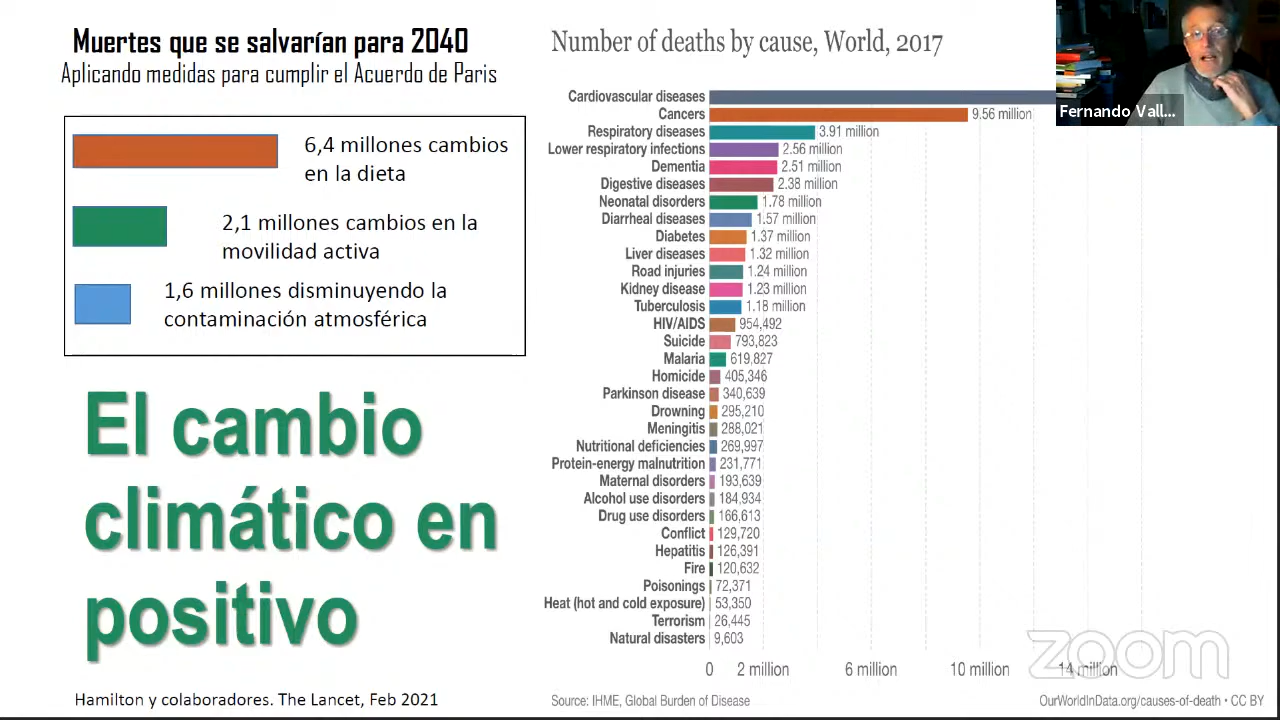 Muertes que se salvarían para 2040
Aplicando medidas para cumplir el Acuerdo de Paris
6,4 millones cambios
en la dieta
2,1 millones cambios en la
movilidad activa
1,6 millones disminuyendo la
contaminación atmosférica
El cambio
climático en
positivo
Hamilton y colaboradores. The Lancet, Feb 2021
Number of deaths by cause, World, 2017
Cardiovascular diseases
Cancers 9.56 million
Respiratory diseases 3.91 million
Lower respiratory infections 2.56 million
Dementia 2.51 million
Digestive diseases 2.38 million
Neonatal disorders 1.78 million
Diarrheal diseases 1.57 million
Diabetes 1.37 million
Liver diseases 1.32 million
Road injuries 1.24 million
Kidney disease 1.23 million
Tuberculosis 1.18 million
HIV/AIDS 954,492
Suicide 793,823
Malaria 619,827
Homicide 405,346
Parkinson disease 340,639
Drowning 295,210
Meningitis 288,021
Nutritional deficiencies 269,997
Protein-energy malnutrition 231,771
Maternal disorders 193,639
Alcohol use disorders 184,934
Drug use disorders 166,613
Conflict 129,720
Hepatitis 126,391
Fire 120,632
Poisonings 72,371
Heat (hot and cold exposure) 53,350
Terrorism 26,445
Natural disasters 9,603
0 2 million 6 million 10 million 14 million
Source: IHME, Global Burden of Disease
OurWorldInData.org/causes-of-death • CC BY
Fernando Vall...
zoom